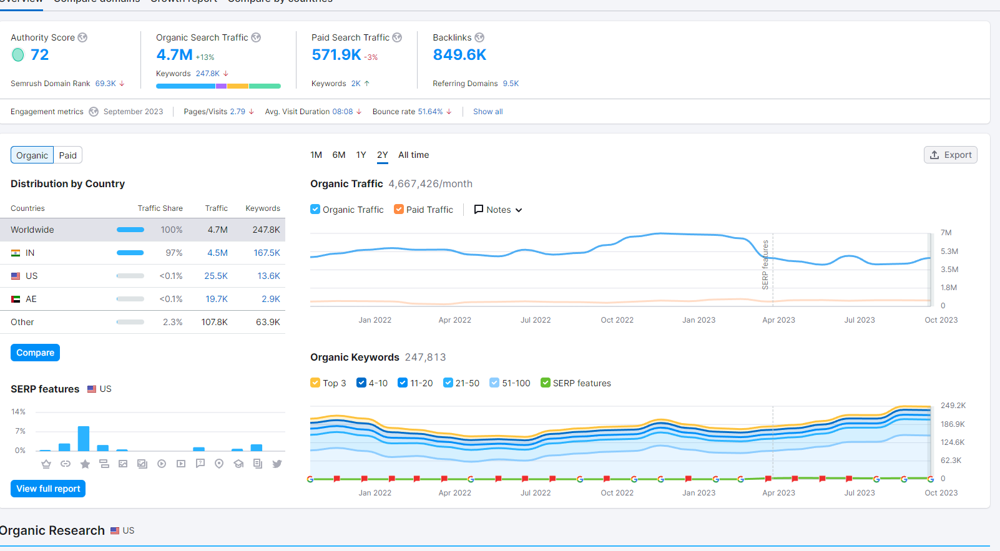 Overview Compare domains Growth report Compare by countries
Authority Score
72
Semrush Domain Rank 69.3K ↓
Organic Search Traffic
4.7M +13%
Keywords 247.8K ↓
Paid Search Traffic
571.9K -3%
Keywords 2K ↑
Backlinks
849.6K
Referring Domains 9.5K
Engagement metrics September 2023 Pages/Visits 2.79 ↓ Avg. Visit Duration 08:08 ↓ Bounce rate 51.64% ↓ Show all
Organic Paid
Distribution by Country
Countries Traffic Share Traffic Keywords
Worldwide 100% 4.7M 247.8K
IN 97% 4.5M 167.5K
US <0.1% 25.5K 13.6K
AE <0.1% 19.7K 2.9K
Other 2.3% 107.8K 63.9K
Compare
SERP features US
14%
7%
0%
View full report
1M 6M 1Y 2Y All time
Export
Organic Traffic 4,667,426/month
Organic Traffic Paid Traffic Notes
7M
5.3M
3.5M
1.8M
0
SERP features
Jan 2022 Apr 2022 Jul 2022 Oct 2022 Jan 2023 Apr 2023 Jul 2023 Oct 2023
Organic Keywords 247,813
Top 3 4-10 11-20 21-50 51-100 SERP features
249.2K
186.9K
124.6K
62.3K
0
Jan 2022 Apr 2022 Jul 2022 Oct 2022 Jan 2023 Apr 2023 Jul 2023 Oct 2023
Organic Research US